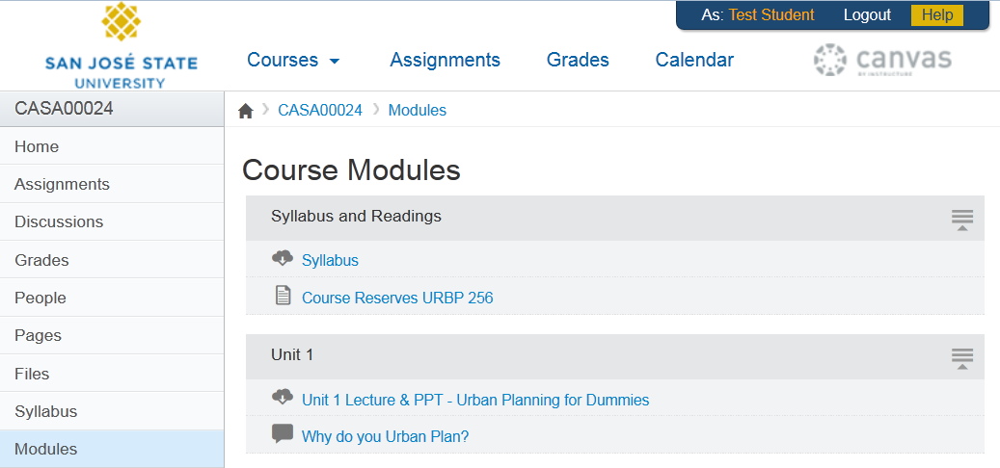 As: Test Student Logout Help
SAN JOSÉ STATE
UNIVERSITY
Courses Assignments Grades Calendar
canvas
BY INSTRUCTURE
CASA00024
CASA00024 Modules
Home
Assignments
Discussions
Grades
People
Pages
Files
Syllabus
Modules
Course Modules
Syllabus and Readings
Syllabus
Course Reserves URBP 256
Unit 1
Unit 1 Lecture & PPT - Urban Planning for Dummies
Why do you Urban Plan?